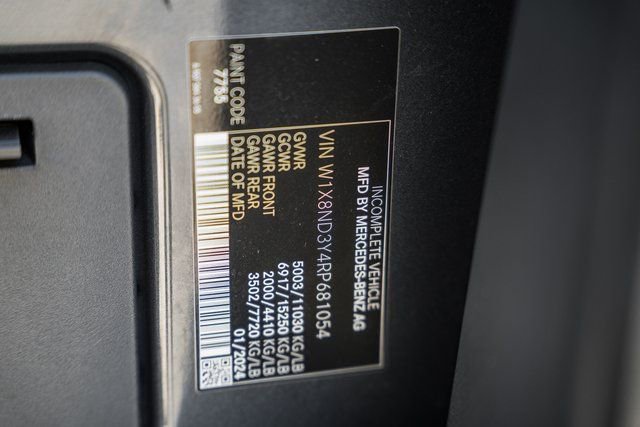 INCOMPLETE VEHICLE
MFD BY MERCEDES-BENZ AG
VIN W1X8ND3Y4RP681054
GVWR 5003/11030 KG/LB
GCWR 6917/15250 KG/LB
GAWR FRONT 2000/4410 KG/LB
GAWR REAR 3502/7720 KG/LB
DATE OF MFD 01/2024
PAINT CODE